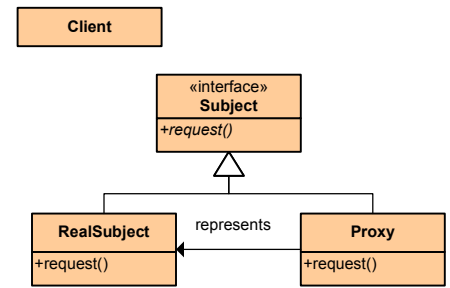 Client
«interface»
Subject
+request()
represents
RealSubject
+request()
Proxy
+request()